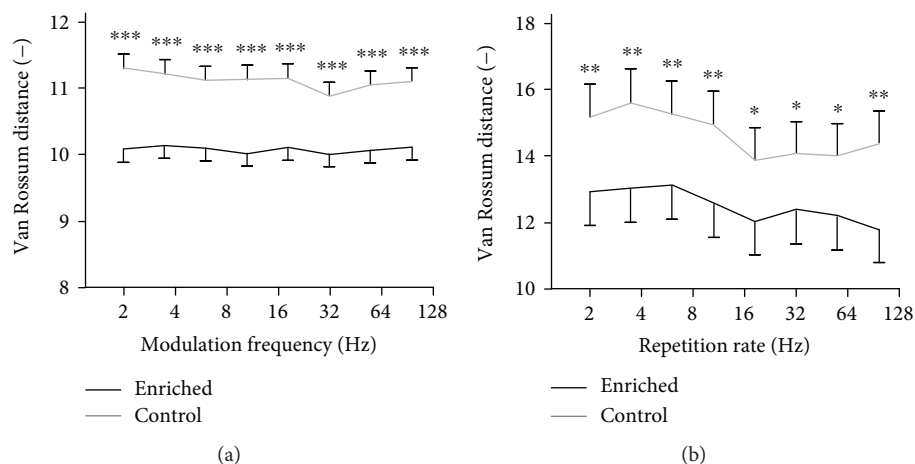 12
11
10
9
8
Van Rossum distance (−)
*** *** *** *** *** *** *** ***
2 4 8 16 32 64 128
Modulation frequency (Hz)
Enriched
Control
(a)
18
16
14
12
10
Van Rossum distance (−)
** ** ** ** * * * **
2 4 8 16 32 64 128
Repetition rate (Hz)
Enriched
Control
(b)